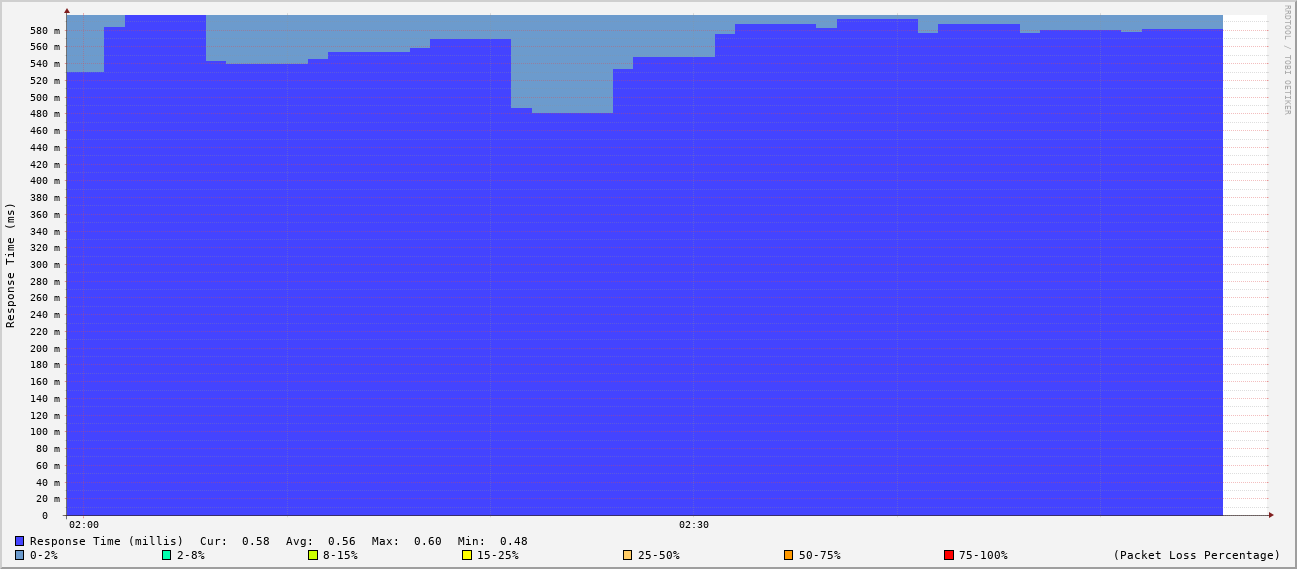 RRDTOOL / TOBI OETIKER
Response Time (ms)
580 m
560 m
540 m
520 m
500 m
480 m
460 m
440 m
420 m
400 m
380 m
360 m
340 m
320 m
300 m
280 m
260 m
240 m
220 m
200 m
180 m
160 m
140 m
120 m
100 m
80 m
60 m
40 m
20 m
0
02:00 02:30
Response Time (millis) Cur: 0.58 Avg: 0.56 Max: 0.60 Min: 0.48
0-2% 2-8% 8-15% 15-25% 25-50% 50-75% 75-100% (Packet Loss Percentage)